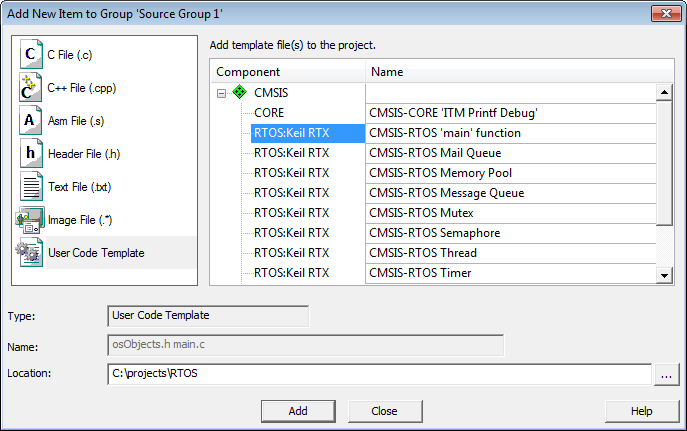 Add New Item to Group 'Source Group 1'
C File (.c)
C++ File (.cpp)
Asm File (.s)
Header File (.h)
Text File (.txt)
Image File (.*)
User Code Template
Add template file(s) to the project.
Component Name
CMSIS
CORE CMSIS-CORE 'ITM Printf Debug'
RTOS:Keil RTX CMSIS-RTOS 'main' function
RTOS:Keil RTX CMSIS-RTOS Mail Queue
RTOS:Keil RTX CMSIS-RTOS Memory Pool
RTOS:Keil RTX CMSIS-RTOS Message Queue
RTOS:Keil RTX CMSIS-RTOS Mutex
RTOS:Keil RTX CMSIS-RTOS Semaphore
RTOS:Keil RTX CMSIS-RTOS Thread
RTOS:Keil RTX CMSIS-RTOS Timer
Type: User Code Template
Name: osObjects.h main.c
Location: C:\projects\RTOS ...
Add Close Help